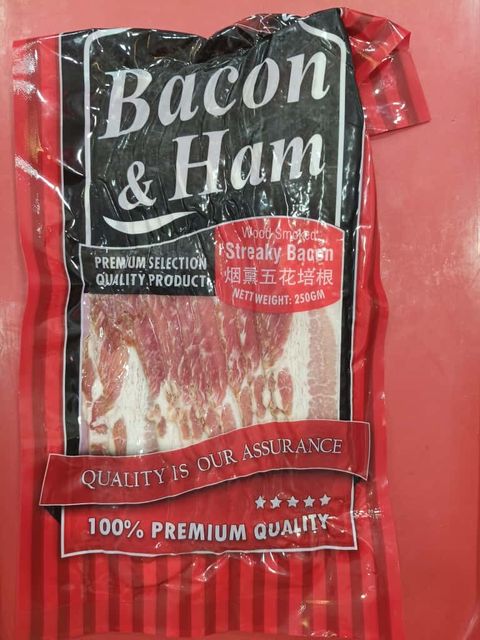 Bacon
& Ham
Wood Smoked
Streaky Bacon
烟熏五花培根
NETT WEIGHT: 250GM
PREMIUM SELECTION
QUALITY PRODUCT
QUALITY IS OUR ASSURANCE
100% PREMIUM QUALITY